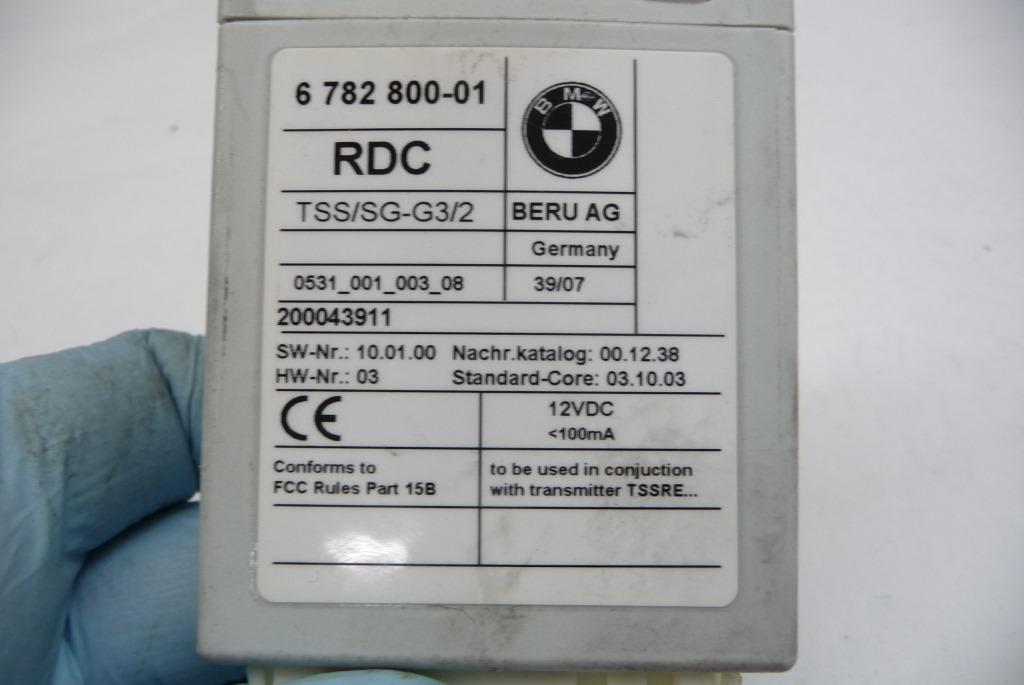 6 782 800-01
BMW
RDC
TSS/SG-G3/2
BERU AG
Germany
0531_001_003_08
39/07
200043911
SW-Nr.: 10.01.00 Nachr.katalog: 00.12.38
HW-Nr.: 03 Standard-Core: 03.10.03
CE
12VDC
<100mA
Conforms to
FCC Rules Part 15B
to be used in conjuction
with transmitter TSSRE...